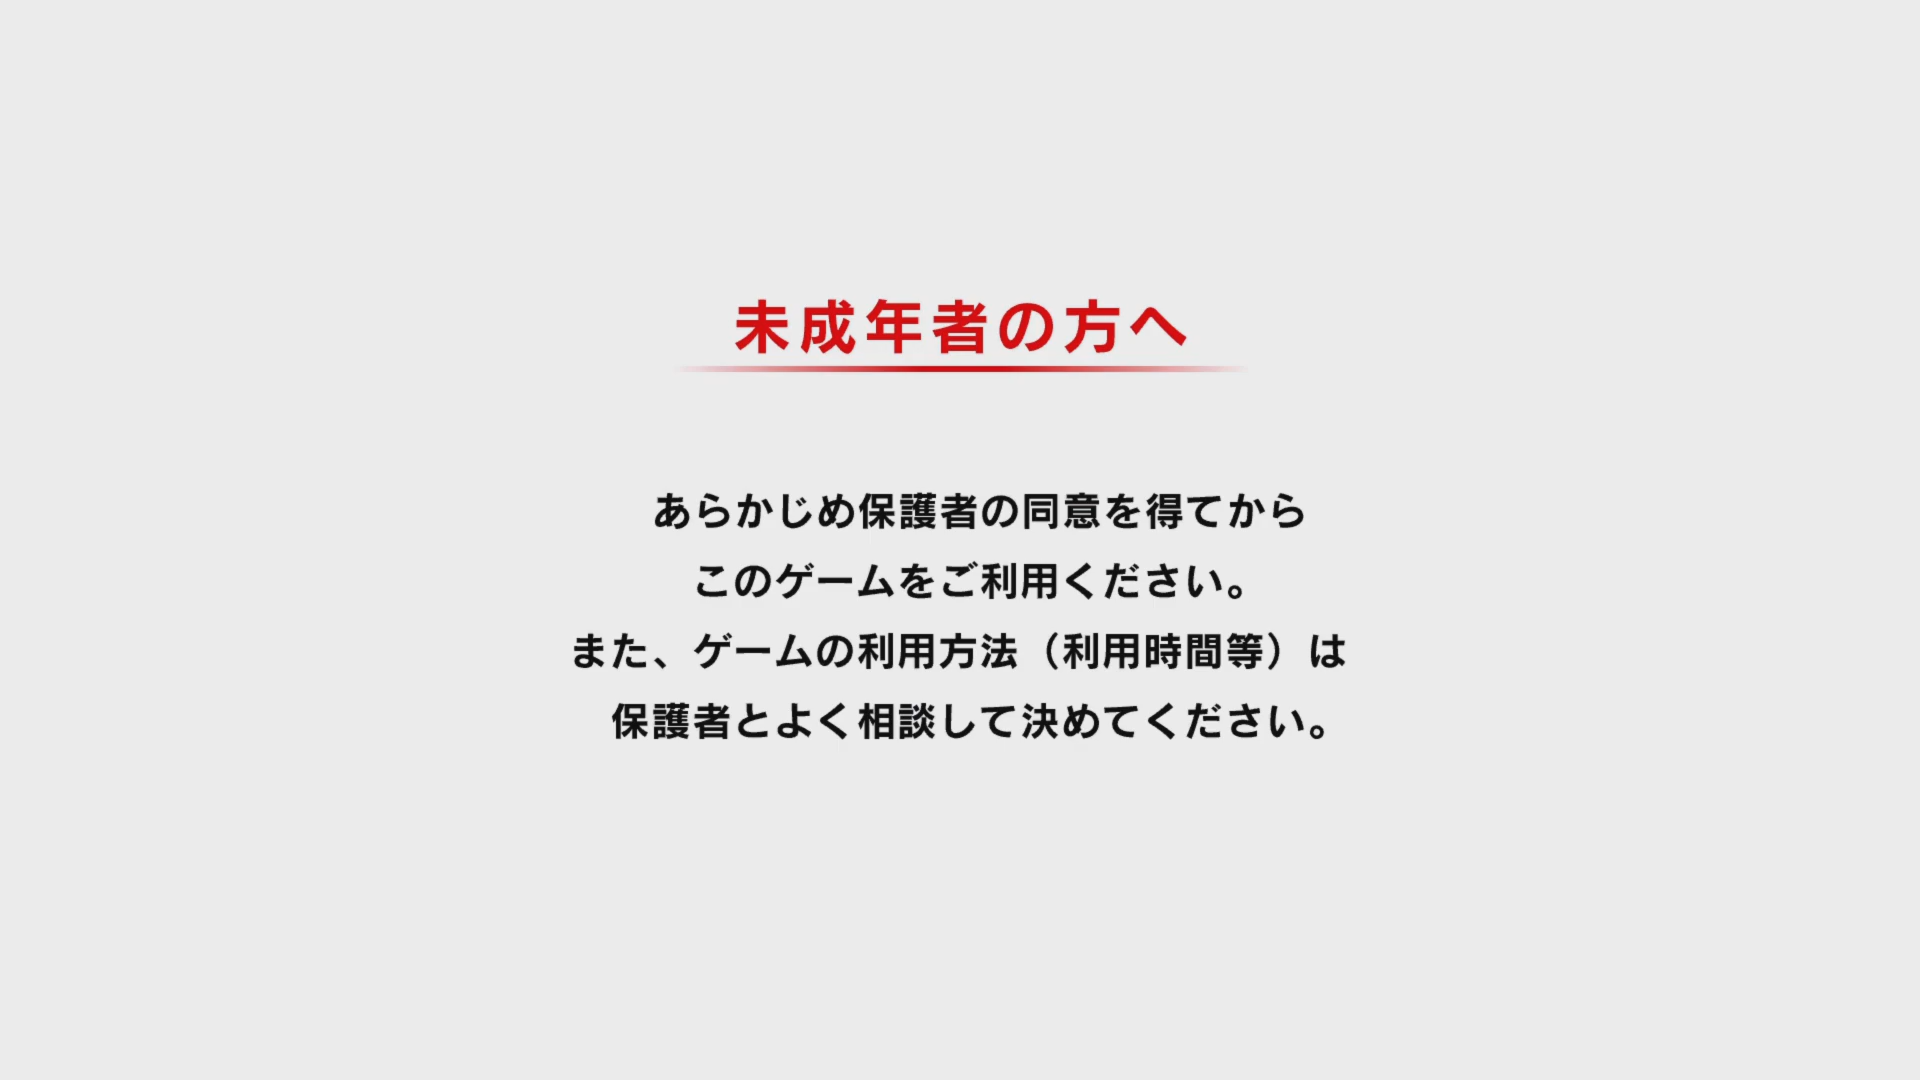 未成年者の方へ
あらかじめ保護者の同意を得てから
このゲームをご利用ください。
また、ゲームの利用方法（利用時間等）は
保護者とよく相談して決めてください。